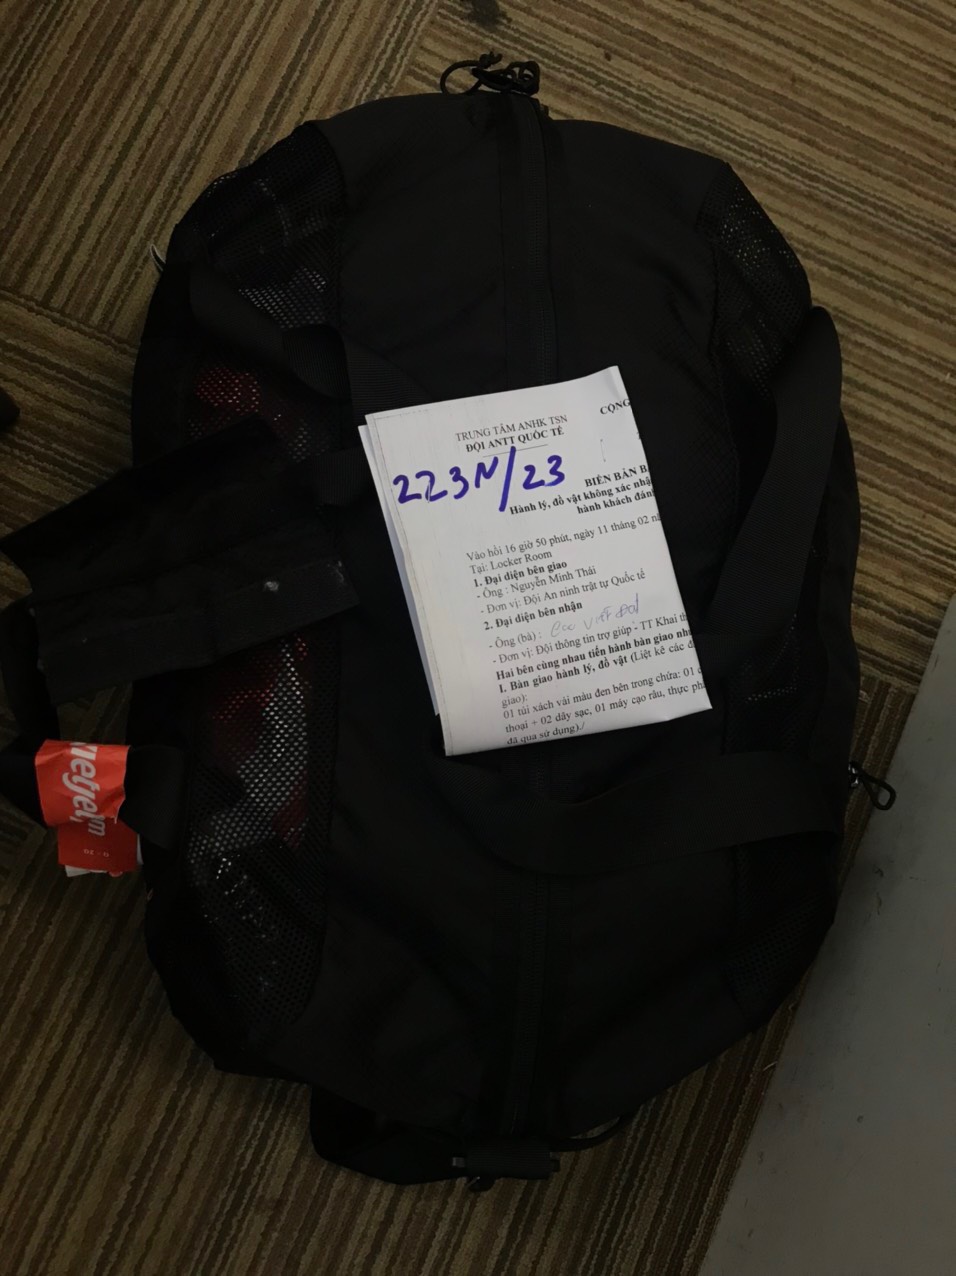 TRUNG TÂM ANHK TSN
ĐỘI ANTT QUỐC TẾ
CỘNG
223N/23
BIÊN BẢN B
Hành lý, đồ vật không xác nhậ
hành khách đán
Vào hồi 16 giờ 50 phút, ngày 11 tháng 02 n
Tại: Locker Room
1. Đại diện bên giao
- Ông : Nguyễn Minh Thái
- Đơn vị: Đội An ninh trật tự Quốc tế
2. Đại diện bên nhận
- Ông (bà) :
- Đơn vị: Đội thông tin trợ giúp - TT Khai th
Hai bên cùng nhau tiến hành bàn giao như
1. Bàn giao hành lý, đồ vật (Liệt kê các đ
giao):
01 túi xách vải màu đen bên trong chứa: 01
thoại + 02 dây sạc, 01 máy cạo râu, thực ph
đã qua sử dụng)./
vietjet